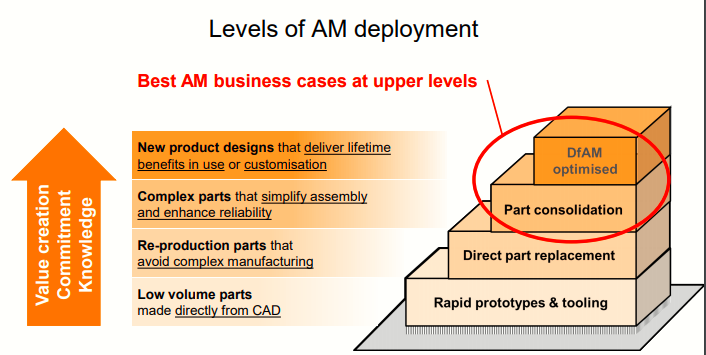 Levels of AM deployment
Best AM business cases at upper levels
Value creation
Commitment
Knowledge
New product designs that deliver lifetime
benefits in use or customisation
Complex parts that simplify assembly
and enhance reliability
Re-production parts that
avoid complex manufacturing
Low volume parts
made directly from CAD
DfAM
optimised
Part consolidation
Direct part replacement
Rapid prototypes & tooling